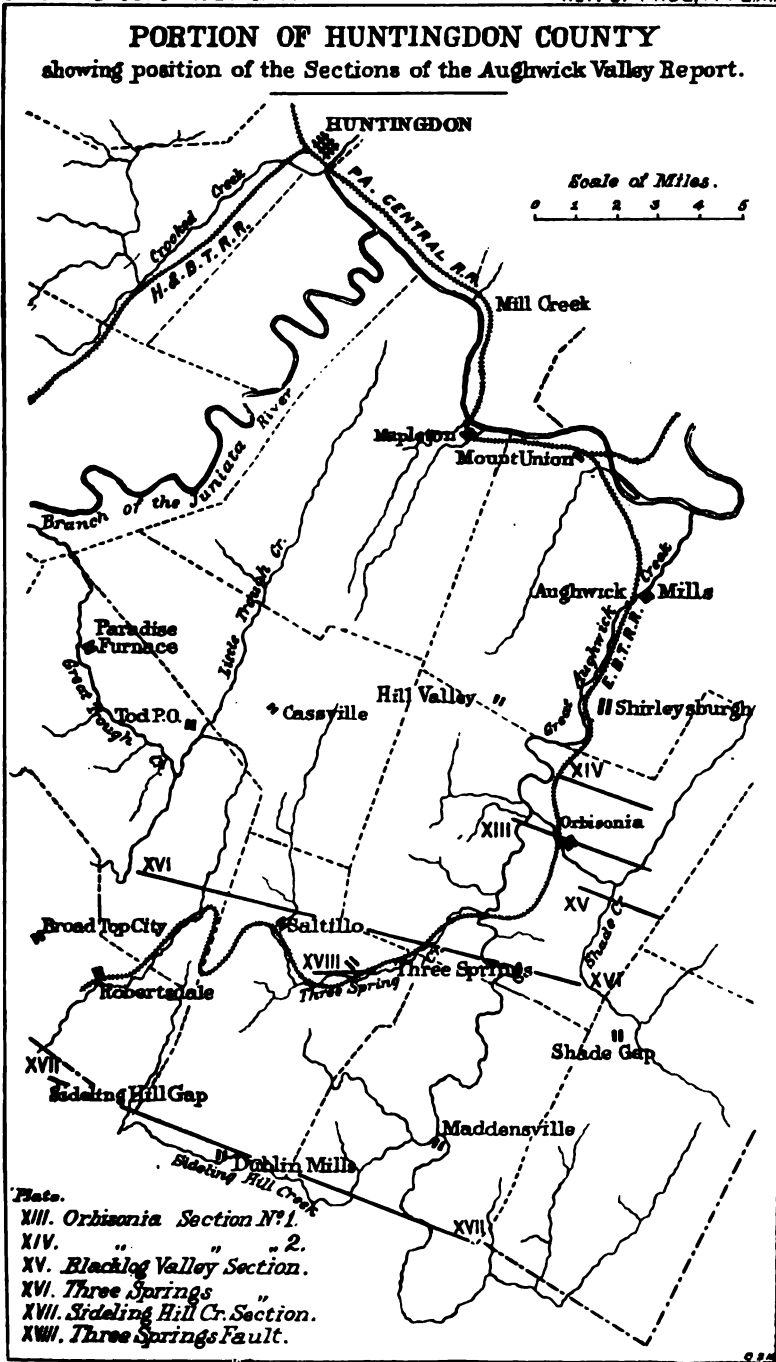 PORTION OF HUNTINGDON COUNTY
showing position of the Sections of the Aughwick Valley Report.
HUNTINGDON
Scale of Miles.
0 1 2 3 4 5
Crooked Creek
H. & B. T. R. R.
PA. CENTRAL R.R.
Mill Creek
Mapleton
Mount Union
Branch of the Juniata River
Little Trough Cr.
Aughwick Mills
Great Aughwick Creek
E. B. T. R. R.
Paradise
Furnace
Great Trough Cr.
Tod P.O.
Cassville
Hill Valley
Shirleysburgh
XIV
XIII
Orbisonia
XVI
XV
Shade Cr.
Broad Top City
Saltillo
XVIII
Three Springs
Three Spring Cr.
XVI
Robertsdale
Shade Gap
XVII
Sideling Hill Gap
Maddensville
Dublin Mills
Sideling Hill Creek
XVII
Plate.
XIII. Orbisonia Section Nº 1.
XIV. „ „ „ 2.
XV. Blacklog Valley Section.
XVI. Three Springs „
XVII. Sideling Hill Cr. Section.
XVIII. Three Springs Fault.